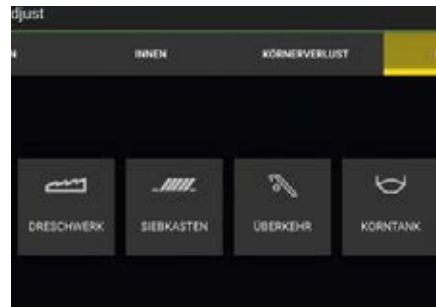 djust
N INNEN KÖRNERVERLUST
DRESCHWERK SIEBKASTEN ÜBERKEHR KORNTANK